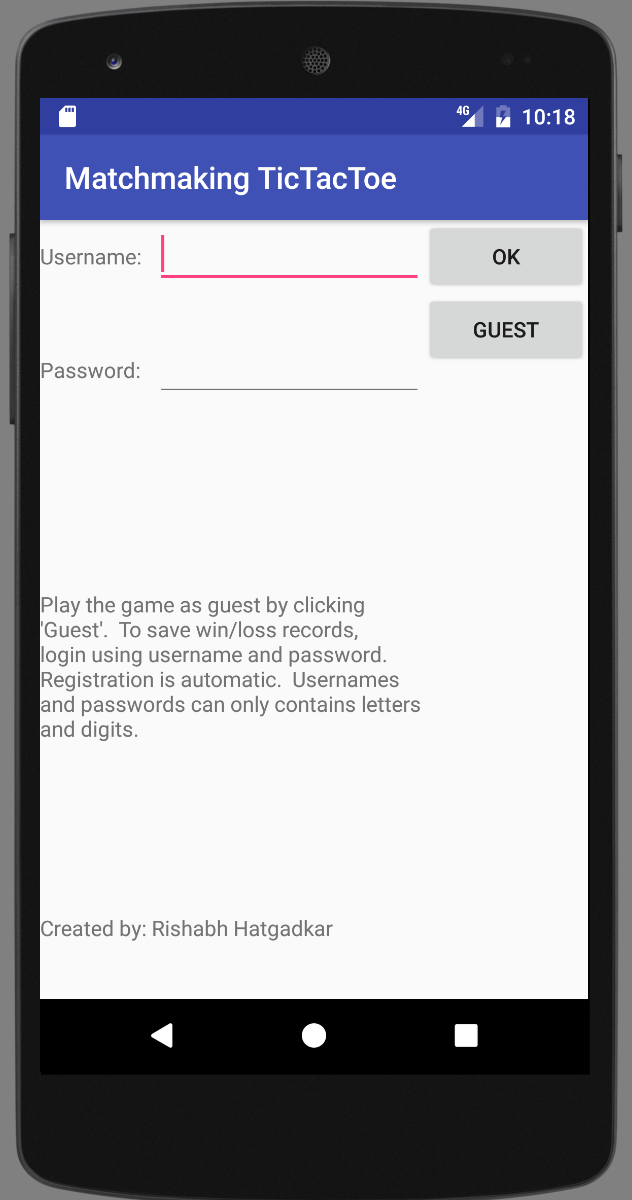 4G 10:18
Matchmaking TicTacToe
Username: OK
GUEST
Password:
Play the game as guest by clicking
'Guest'.  To save win/loss records,
login using username and password.
Registration is automatic.  Usernames
and passwords can only contains letters
and digits.
Created by: Rishabh Hatgadkar